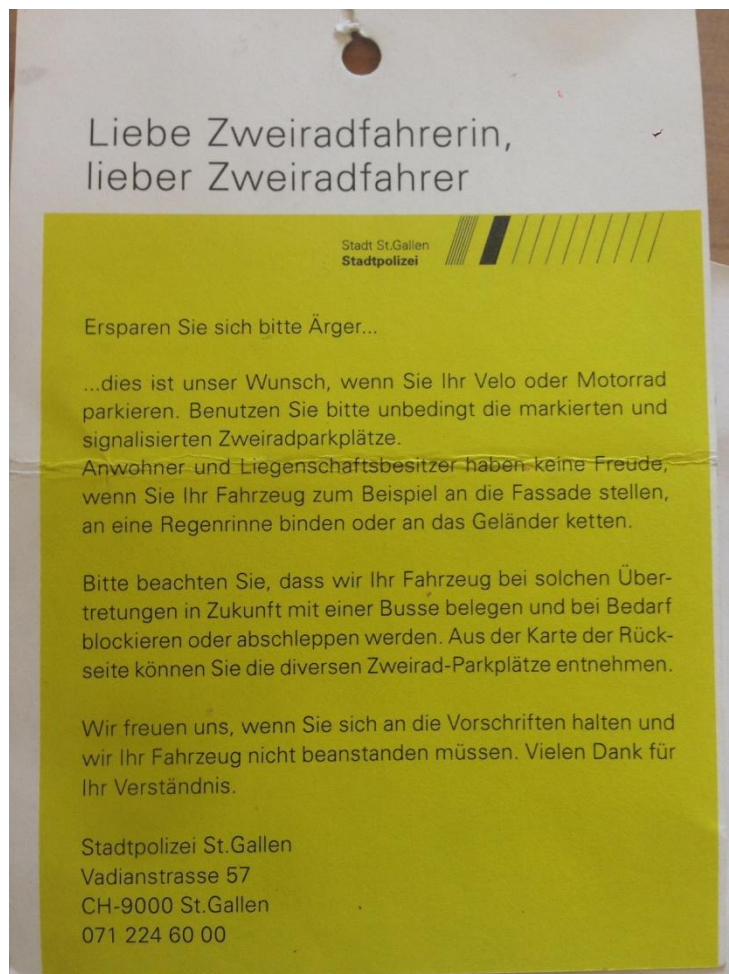 Liebe Zweiradfahrerin,
lieber Zweiradfahrer
Stadt St.Gallen
Stadtpolizei
Ersparen Sie sich bitte Ärger...
...dies ist unser Wunsch, wenn Sie Ihr Velo oder Motorrad
parkieren. Benutzen Sie bitte unbedingt die markierten und
signalisierten Zweiradparkplätze.
Anwohner und Liegenschaftsbesitzer haben keine Freude,
wenn Sie Ihr Fahrzeug zum Beispiel an die Fassade stellen,
an eine Regenrinne binden oder an das Geländer ketten.
Bitte beachten Sie, dass wir Ihr Fahrzeug bei solchen Über-
tretungen in Zukunft mit einer Busse belegen und bei Bedarf
blockieren oder abschleppen werden. Aus der Karte der Rück-
seite können Sie die diversen Zweirad-Parkplätze entnehmen.
Wir freuen uns, wenn Sie sich an die Vorschriften halten und
wir Ihr Fahrzeug nicht beanstanden müssen. Vielen Dank für
Ihr Verständnis.
Stadtpolizei St.Gallen
Vadianstrasse 57
CH-9000 St.Gallen
071 224 60 00